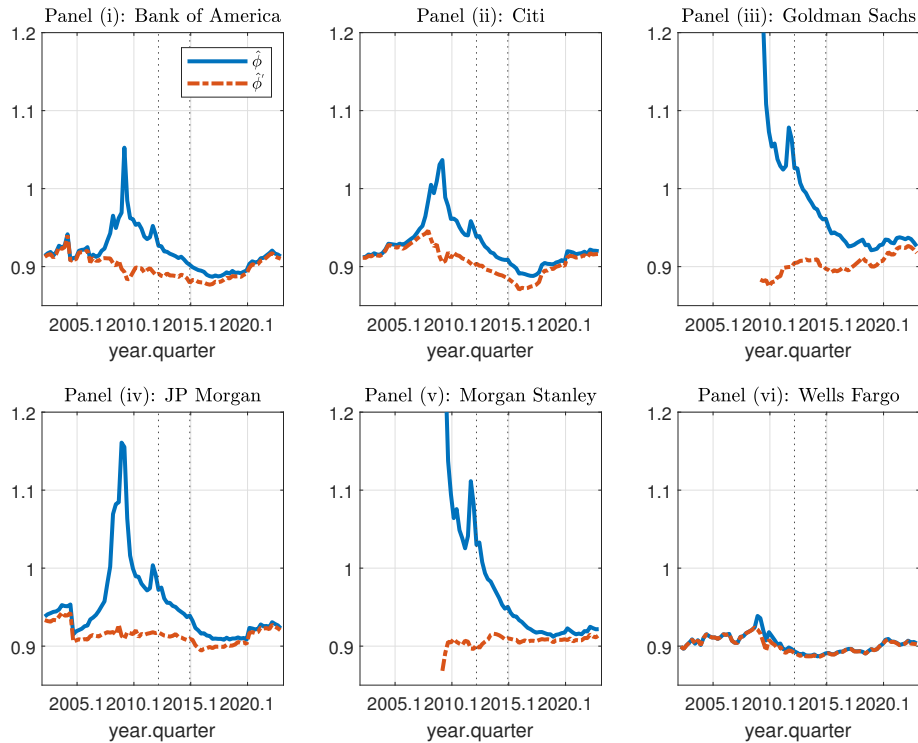 Panel (i): Bank of America
1.2
1.1
1
0.9
2005.1 2010.1 2015.1 2020.1
year.quarter
φ̂
φ̂′
Panel (ii): Citi
1.2
1.1
1
0.9
2005.1 2010.1 2015.1 2020.1
year.quarter
Panel (iii): Goldman Sachs
1.2
1.1
1
0.9
2005.1 2010.1 2015.1 2020.1
year.quarter
Panel (iv): JP Morgan
1.2
1.1
1
0.9
2005.1 2010.1 2015.1 2020.1
year.quarter
Panel (v): Morgan Stanley
1.2
1.1
1
0.9
2005.1 2010.1 2015.1 2020.1
year.quarter
Panel (vi): Wells Fargo
1.2
1.1
1
0.9
2005.1 2010.1 2015.1 2020.1
year.quarter